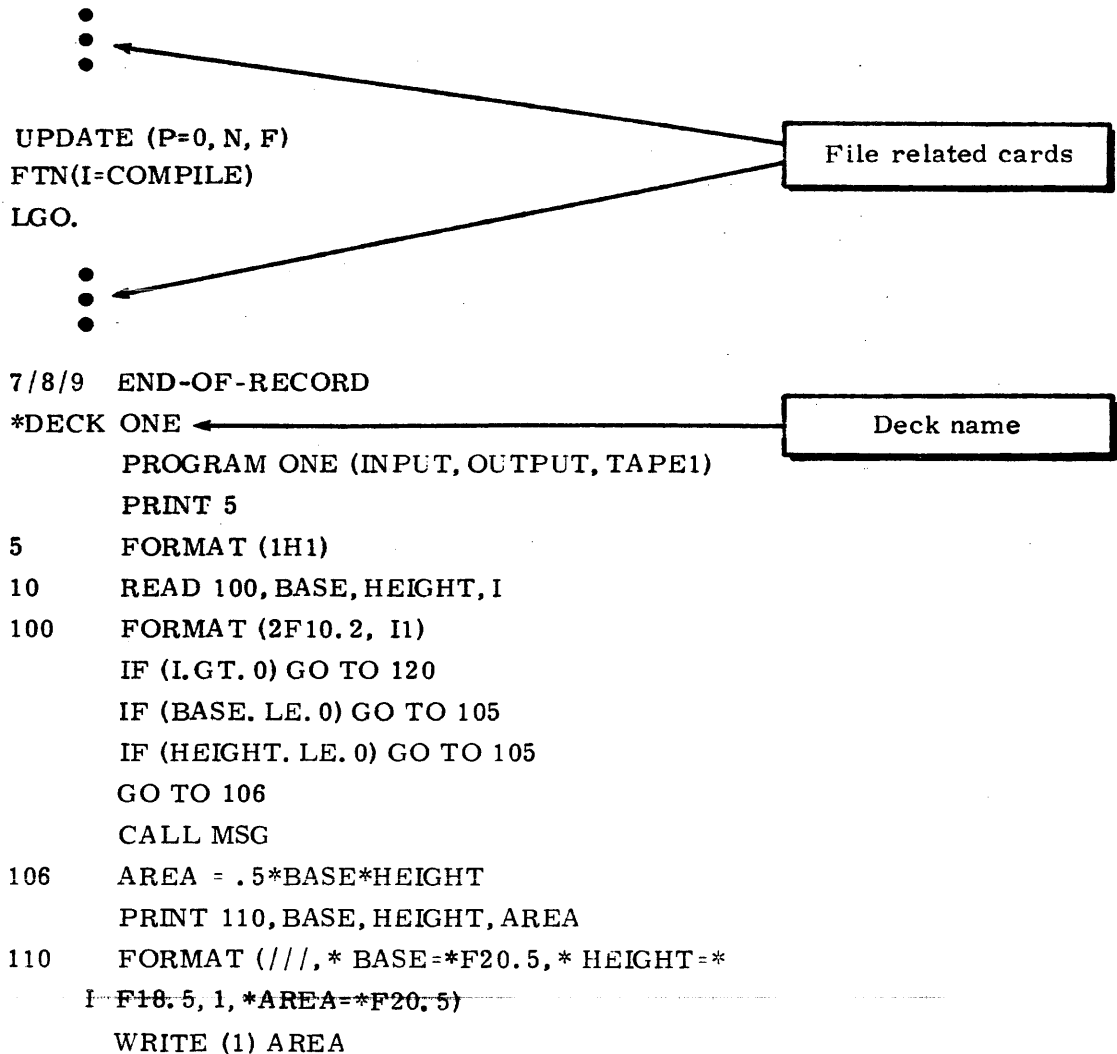 UPDATE (P=0, N, F)
File related cards
FTN(I=COMPILE)
LGO.
7/8/9 END-OF-RECORD
*DECK ONE
Deck name
PROGRAM ONE (INPUT, OUTPUT, TAPE1)
PRINT 5
5 FORMAT (1H1)
10 READ 100, BASE, HEIGHT, I
100 FORMAT (2F10.2, I1)
IF (I.GT. 0) GO TO 120
IF (BASE. LE. 0) GO TO 105
IF (HEIGHT. LE. 0) GO TO 105
GO TO 106
CALL MSG
106 AREA = .5*BASE*HEIGHT
PRINT 110, BASE, HEIGHT, AREA
110 FORMAT (///, * BASE=*F20.5, * HEIGHT=*
I F18.5, 1, *AREA=*F20.5)
WRITE (1) AREA